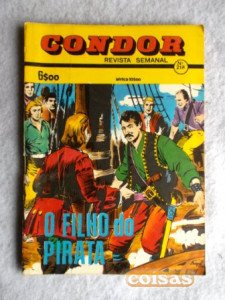 CONDOR
REVISTA SEMANAL
6$00
O FILHO do
PIRATA
coisas